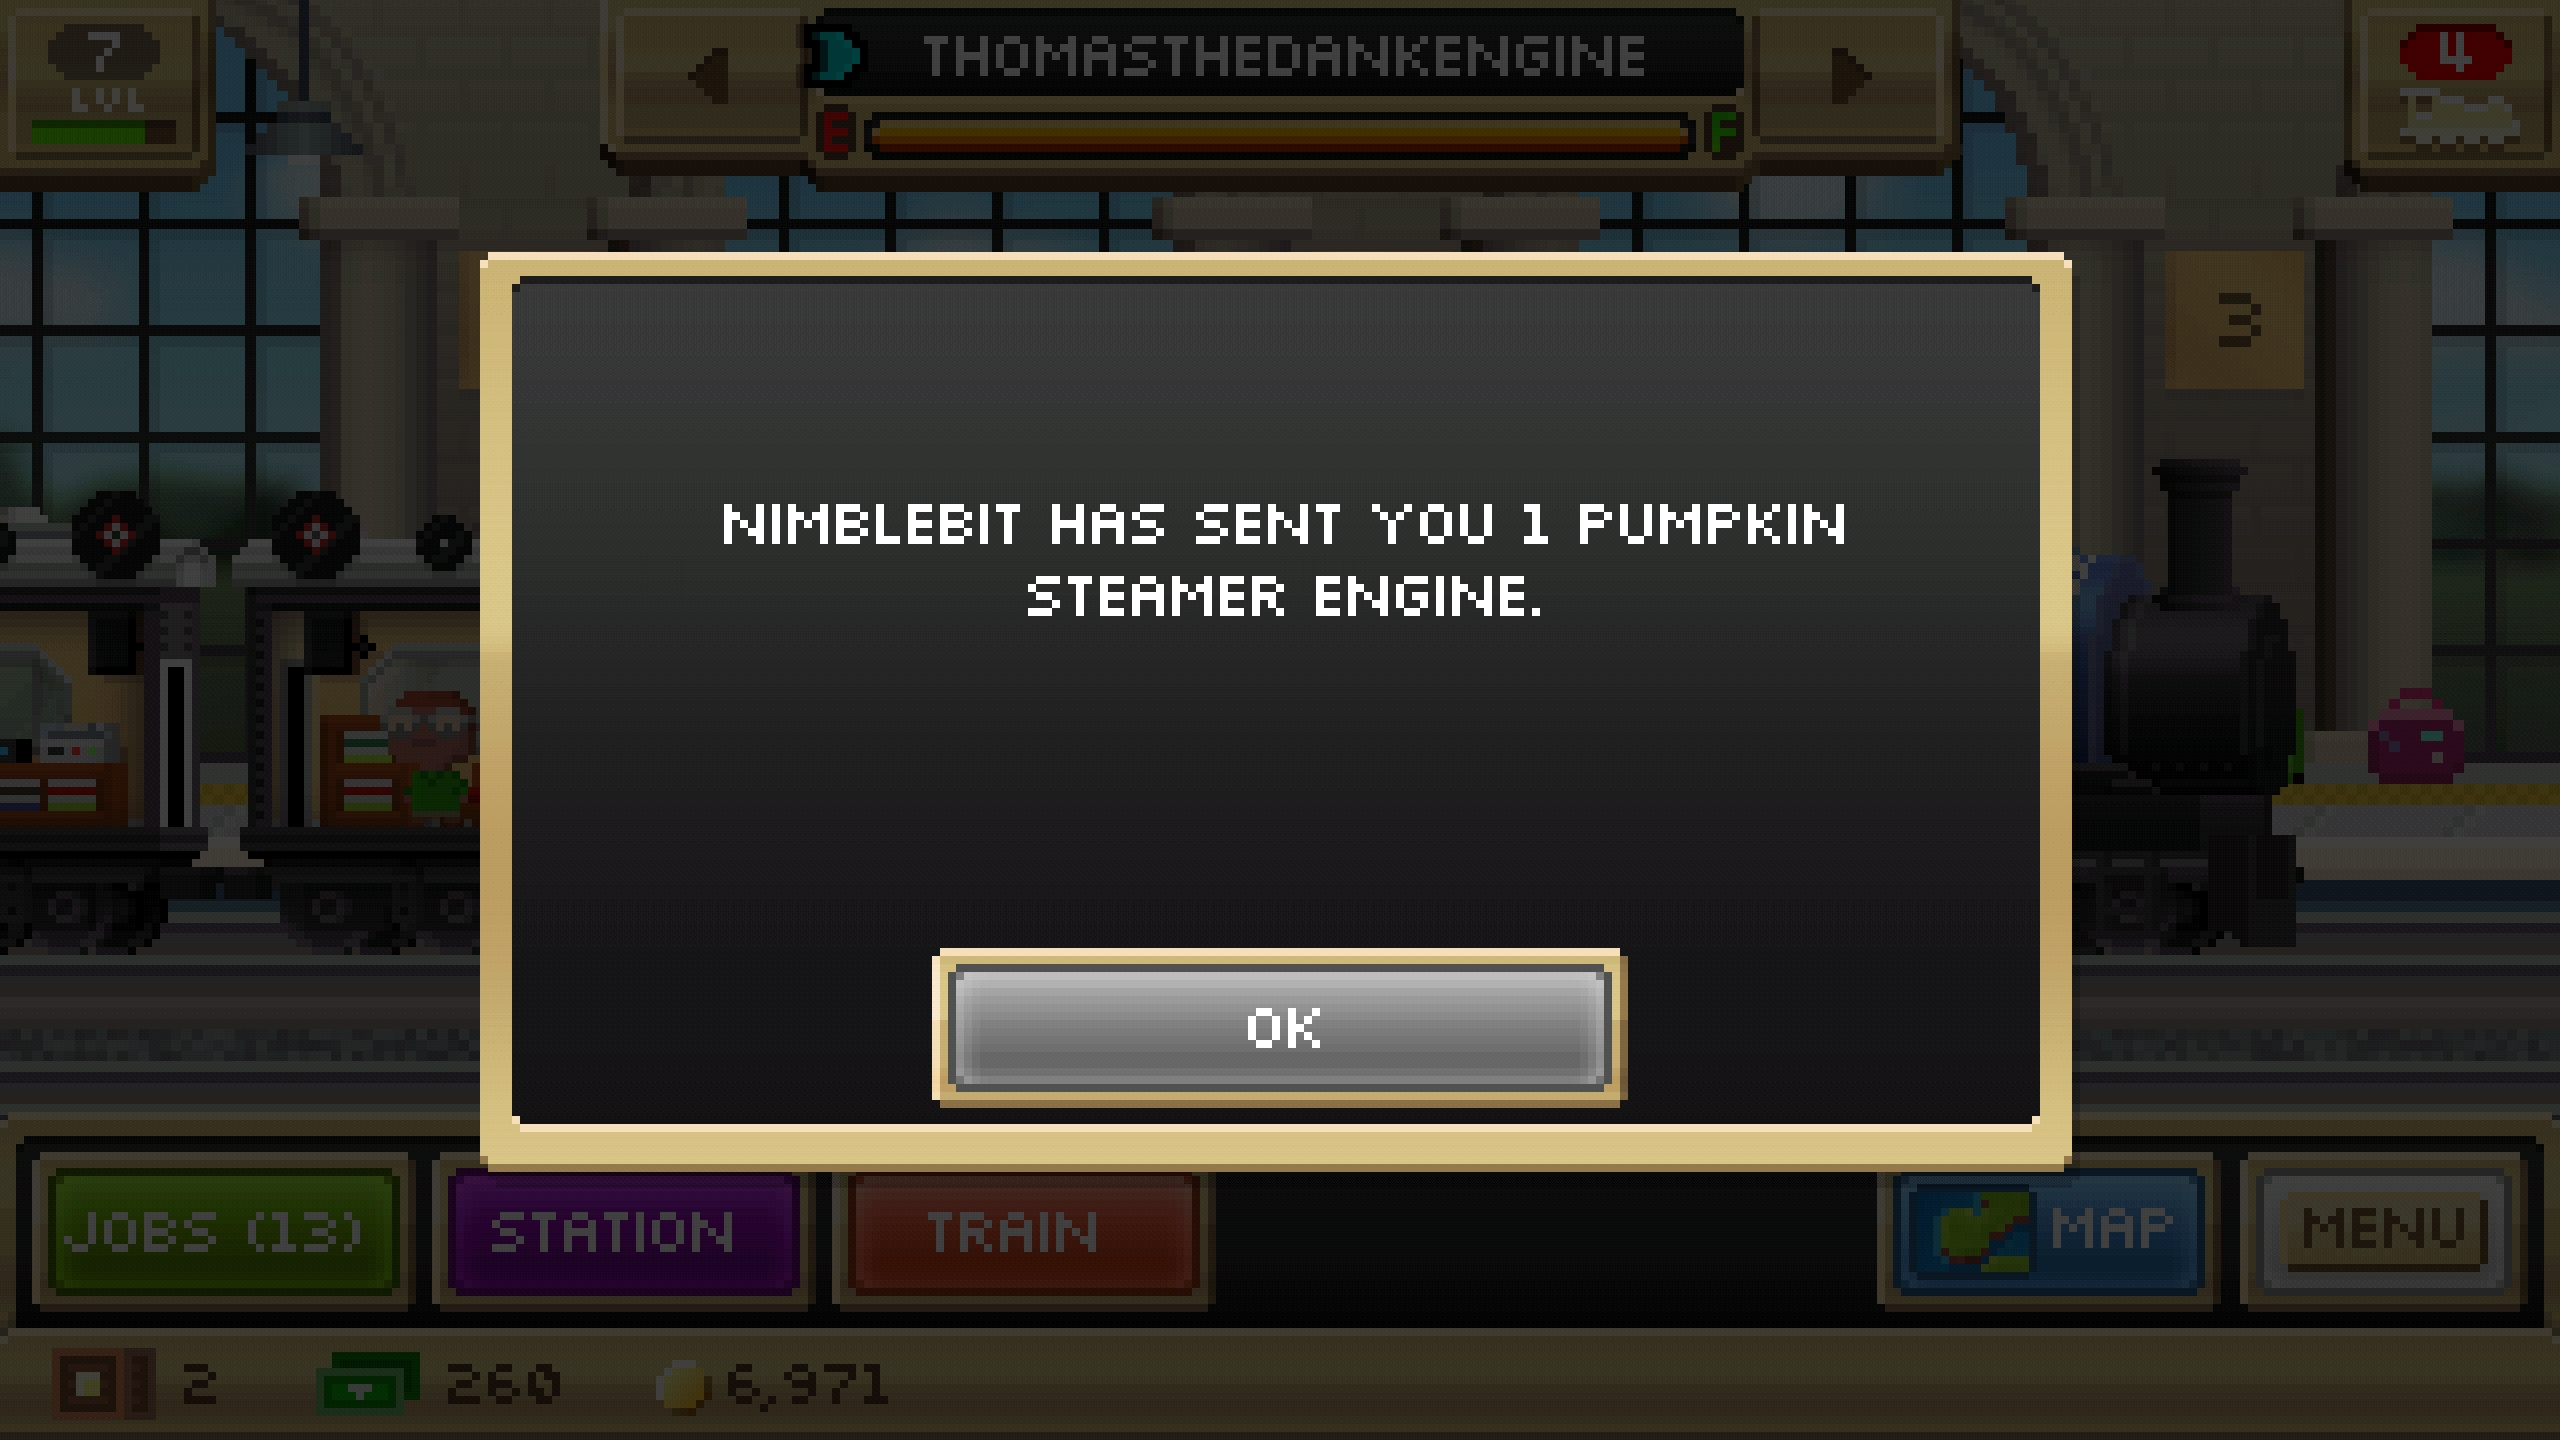 7
LVL
THOMASTHEDANKENGINE
E
F
4
3
NIMBLEBIT HAS SENT YOU 1 PUMPKIN
STEAMER ENGINE.
OK
JOBS (13)
STATION
TRAIN
MAP
MENU
2
260
6,971